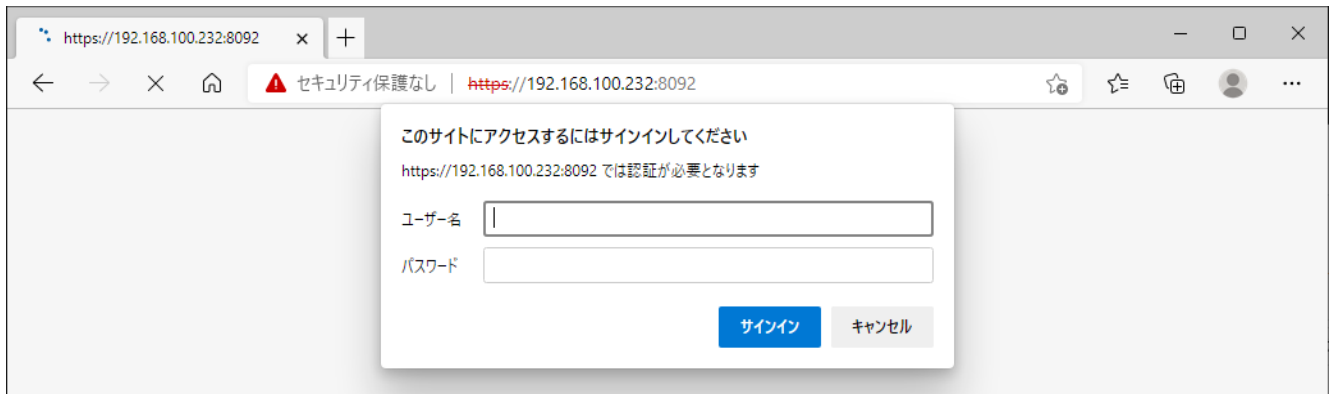 https://192.168.100.232:8092
セキュリティ保護なし | https://192.168.100.232:8092
このサイトにアクセスするにはサインインしてください
https://192.168.100.232:8092 では認証が必要となります
ユーザー名
パスワード
サインイン キャンセル